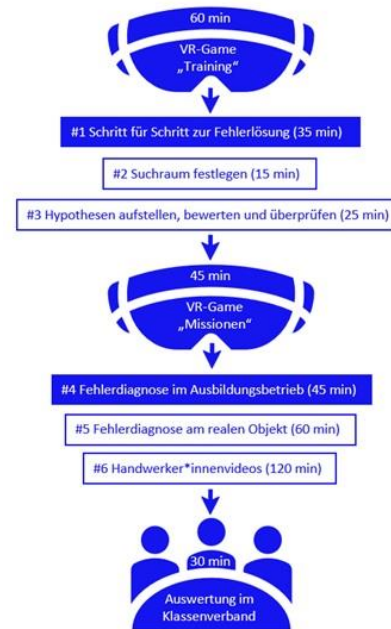 60 min
VR-Game
„Training“
#1 Schritt für Schritt zur Fehlerlösung (35 min)
#2 Suchraum festlegen (15 min)
#3 Hypothesen aufstellen, bewerten und überprüfen (25 min)
45 min
VR-Game
„Missionen“
#4 Fehlerdiagnose im Ausbildungsbetrieb (45 min)
#5 Fehlerdiagnose am realen Objekt (60 min)
#6 Handwerker*innenvideos (120 min)
30 min
Auswertung im
Klassenverband